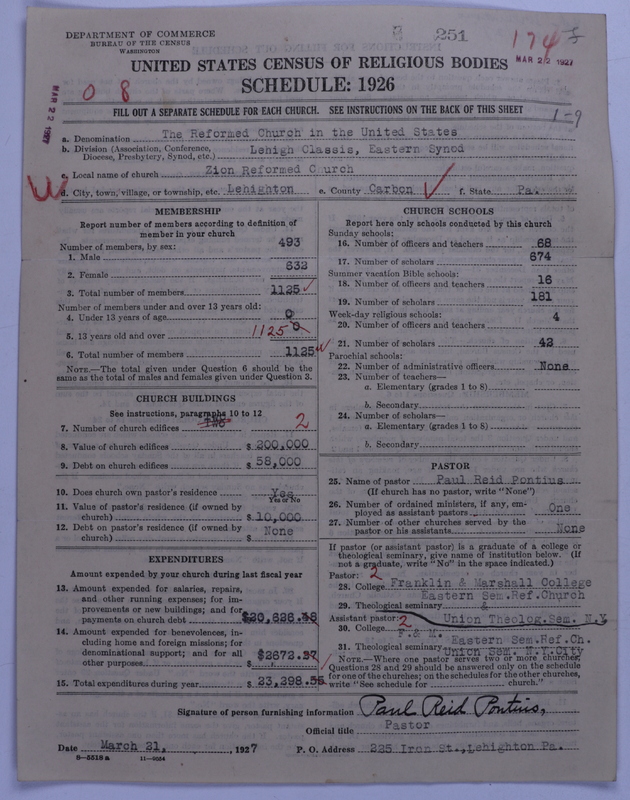 DEPARTMENT OF COMMERCE
BUREAU OF THE CENSUS
WASHINGTON
251
174
MAR 22 1927
UNITED STATES CENSUS OF RELIGIOUS BODIES
SCHEDULE: 1926
MAR 22 1927
0 8
FILL OUT A SEPARATE SCHEDULE FOR EACH CHURCH. SEE INSTRUCTIONS ON THE BACK OF THIS SHEET
1-9
a. Denomination The Reformed Church in the United States
b. Division (Association, Conference, Diocese, Presbytery, Synod, etc.) Lehigh Classis, Eastern Synod
c. Local name of church Zion Reformed C urch
d. City, town, village, or township, etc. Lehighton e. County Carbon f. State Pa.
MEMBERSHIP
Report number of members according to definition of
member in your church
Number of members, by sex:
1. Male 493
2. Female 632
3. Total number of members 1125
Number of members under and over 13 years old:
4. Under 13 years of age 0
5. 13 years old and over 1125 0
6. Total number of members 1125
NOTE.—The total given under Question 6 should be
same as the total of males and females given under Question 3.
CHURCH BUILDINGS
See instructions, paragraphs 10 to 12
7. Number of church edifices Two 2
8. Value of church edifices $ 200,000
9. Debt on church edifices $ 58,000
10. Does church own pastor's residence Yes
Yes or No
11. Value of pastor's residence (if owned by
church) $ 10,000
12. Debt on pastor's residence (if owned by
church) $ None
EXPENDITURES
Amount expended by your church during last fiscal year
13. Amount expended for salaries, repairs,
and other running expenses; for im-
provements or new buildings; and for
payments on church debt $20,626.18
14. Amount expended for benevolences, in-
cluding home and foreign missions; for
denominational support; and for all
other purposes $2672.37
15. Total expenditures during year $ 23,298.55
CHURCH SCHOOLS
Report here only schools conducted by this church
Sunday schools:
16. Number of officers and teachers 68
17. Number of scholars 674
Summer vacation Bible schools:
18. Number of officers and teachers 16
19. Number of scholars 181
Week-day religious schools:
20. Number of officers and teachers 4
21. Number of scholars 42
Parochial schools:
22. Number of administrative officers None
23. Number of teachers—
a. Elementary (grades 1 to 8)
b. Secondary
24. Number of scholars—
a. Elementary (grades 1 to 8)
b. Secondary
PASTOR
25. Name of pastor Paul Reid Pontius
(If church has no pastor, write "None")
26. Number of ordained ministers, if any, em-
ployed as assistant pastors One
27. Number of other churches served by the
pastor or his assistants None
If pastor (or assistant pastor) is a graduate of a college or
theological seminary, give name of institution below. (If
not a graduate, write "No" in the space indicated.)
Pastor: 2
28. College Franklin & Marshall College
Eastern Sem.Ref.Church
29. Theological seminary &
Assistant pastor: 2 Union Theolog.Sem. N.Y
30. College F & M.
Eastern Sem.Ref.Ch.
31. Theological seminary Union Sem. N.Y.City
NOTE.—Where one pastor serves two or more churches,
Questions 28 and 29 should be answered only on the schedule
for one of the churches; on the schedules for the other churches,
write "See schedule for church."
Signature of person furnishing information Paul Reid Pontius,
Official title Pastor
Date March 21, 1927 P. O. Address 225 Iron St.,Lehighton Pa.
8—5518 a 11—9054